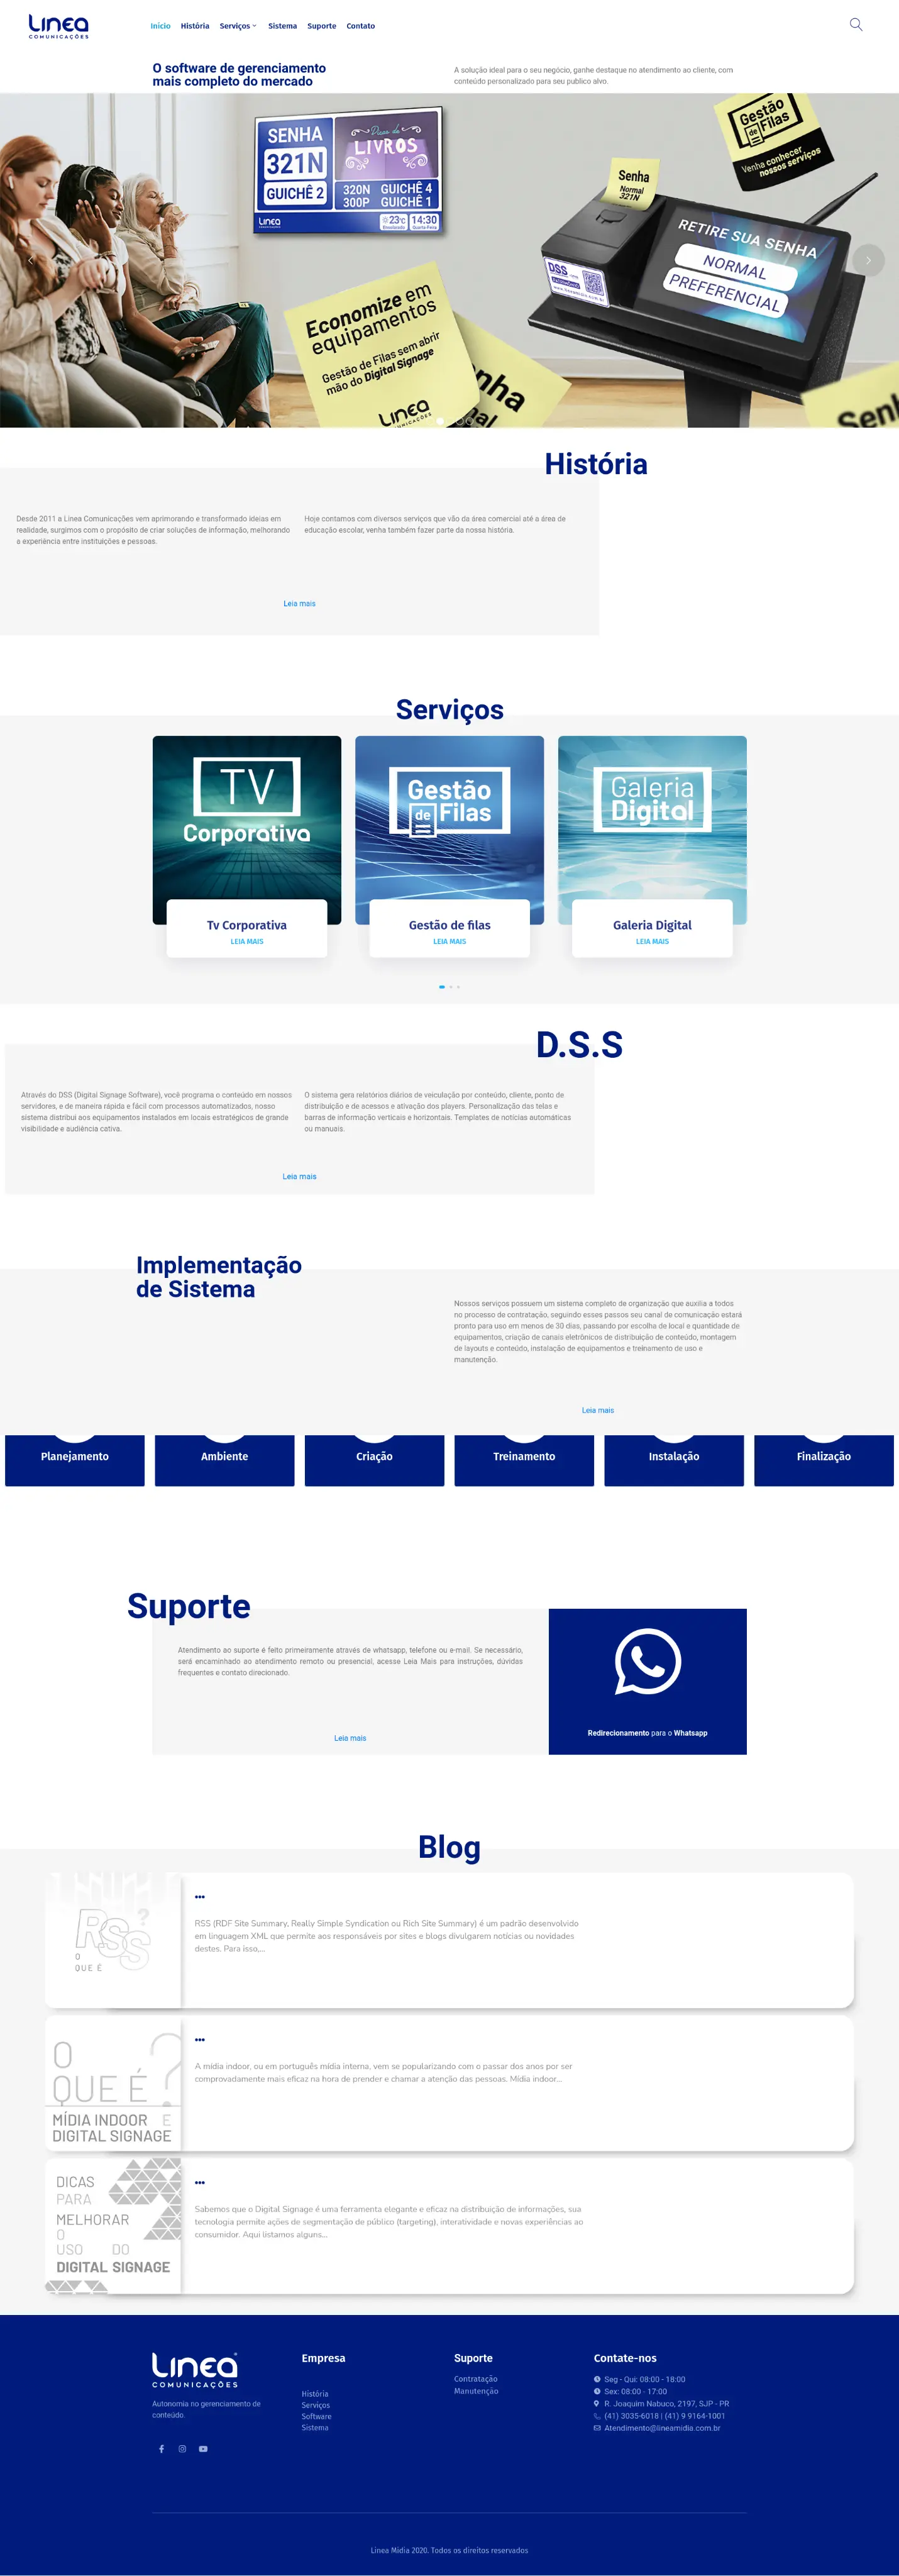 Linea
COMUNICAÇÕES
Início História Serviços Sistema Suporte Contato
O software de gerenciamento
mais completo do mercado
A solução ideal para o seu negócio, ganhe destaque no atendimento ao cliente, com
conteúdo personalizado para seu publico alvo.
SENHA
321N
GUICHÊ 2
LIVROS
320N GUICHÊ 4
300P GUICHÊ 1
Linea
23°C
14:30
Quarta-Feira
Senha
Normal
321N
Gestão
de
Filas
Venha conhecer
nossos serviços
RETIRE SUA SENHA
NORMAL
PREFERENCIAL
DSS
Economize em
equipamentos
Gestão de Filas sem abrir
mão do Digital Signage
Linea
História
Desde 2011 a Linea Comunicações vem aprimorando e transformado ideias em
realidade, surgimos com o propósito de criar soluções de informação, melhorando
a experiência entre instituições e pessoas.
Hoje contamos com diversos serviços que vão da área comercial até a área de
educação escolar, venha também fazer parte da nossa história.
Leia mais
Serviços
TV
Corporativa
Gestão
de
Filas
Galeria
Digital
Tv Corporativa
LEIA MAIS
Gestão de filas
LEIA MAIS
Galeria Digital
LEIA MAIS
D.S.S
Através do DSS (Digital Signage Software), você programa o conteúdo em nossos
servidores, e de maneira rápida e fácil com processos automatizados, nosso
sistema distribui aos equipamentos instalados em locais estratégicos de grande
visibilidade e audiência cativa.
O sistema gera relatórios diários de veiculação por conteúdo, cliente, ponto de
distribuição e de acessos e ativação dos players. Personalização das telas e
barras de informação verticais e horizontais. Templates de notícias automáticas
ou manuais.
Leia mais
Implementação
de Sistema
Nossos serviços possuem um sistema completo de organização que auxilia a todos
no processo de contratação, seguindo esses passos seu canal de comunicação estará
pronto para uso em menos de 30 dias, passando por escolha de local e quantidade de
equipamentos, criação de canais eletrônicos de distribuição de conteúdo, montagem
de layouts e conteúdo, instalação de equipamentos e treinamento de uso e
manutenção.
Leia mais
Planejamento
Ambiente
Criação
Treinamento
Instalação
Finalização
Suporte
Atendimento ao suporte é feito primeiramente através de whatsapp, telefone ou e-mail. Se necessário,
será encaminhado ao atendimento remoto ou presencial, acesse Leia Mais para instruções, dúvidas
frequentes e contato direcionado.
Leia mais
Redirecionamento para o Whatsapp
Blog
RSS?
O
QUE É
...
RSS (RDF Site Summary, Really Simple Syndication ou Rich Site Summary) é um padrão desenvolvido
em linguagem XML que permite aos responsáveis por sites e blogs divulgarem notícias ou novidades
destes. Para isso,...
O
QUE É ?
MÍDIA INDOOR E
DIGITAL SIGNAGE
...
A mídia indoor, ou em português mídia interna, vem se popularizando com o passar dos anos por ser
comprovadamente mais eficaz na hora de prender e chamar a atenção das pessoas. Mídia indoor...
DICAS
PARA
MELHORAR
O
USO DO
DIGITAL SIGNAGE
...
Sabemos que o Digital Signage é uma ferramenta elegante e eficaz na distribuição de informações, sua
tecnologia permite ações de segmentação de público (targeting), interatividade e novas experiências ao
consumidor. Aqui listamos alguns...
Linea
COMUNICAÇÕES
Autonomia no gerenciamento de
conteúdo.
Empresa
História
Serviços
Software
Sistema
Suporte
Contratação
Manutenção
Contate-nos
Seg - Qui: 08:00 - 18:00
Sex: 08:00 - 17:00
R. Joaquim Nabuco, 2197, SJP - PR
(41) 3035-6018 | (41) 9 9164-1001
Atendimento@lineamidia.com.br
Linea Midia 2020. Todos os direitos reservados